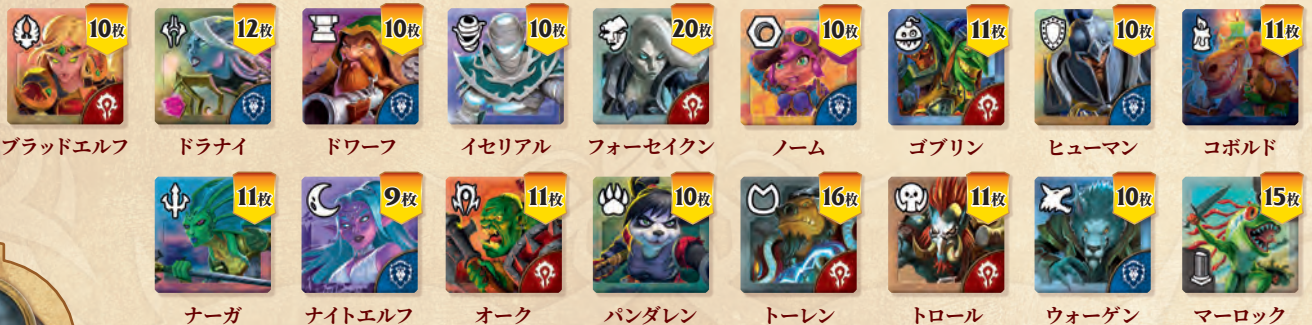 10枚 12枚 10枚 10枚 20枚 10枚 11枚 10枚 11枚
ブラッドエルフ ドラナイ ドワーフ イセリアル フォーセイクン ノーム ゴブリン ヒューマン コボルド
11枚 9枚 11枚 10枚 16枚 11枚 10枚 15枚
ナーガ ナイトエルフ オーク パンダレン トーレン トロール ウォーゲン マーロック